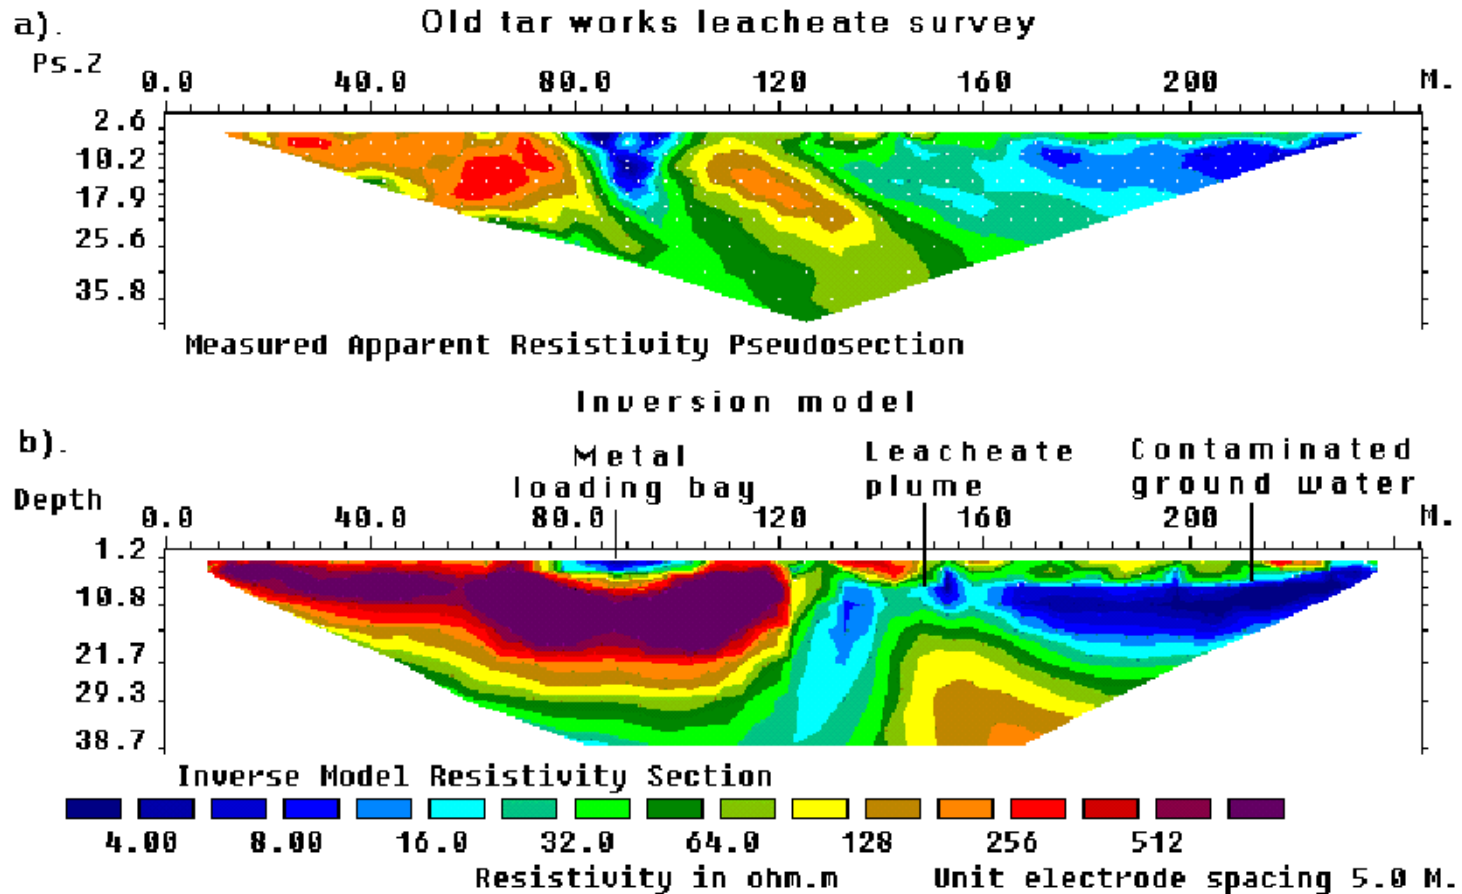 a).
Old tar works leacheate survey
Ps.Z
0.0 40.0 80.0 120 160 200 M.
2.6
10.2
17.9
25.6
35.8
Measured Apparent Resistivity Pseudosection
Inversion model
b).
Metal loading bay
Leacheate plume
Contaminated ground water
Depth
0.0 40.0 80.0 120 160 200 M.
1.2
10.8
21.7
29.3
38.7
Inverse Model Resistivity Section
4.00 8.00 16.0 32.0 64.0 128 256 512
Resistivity in ohm.m
Unit electrode spacing 5.0 M.